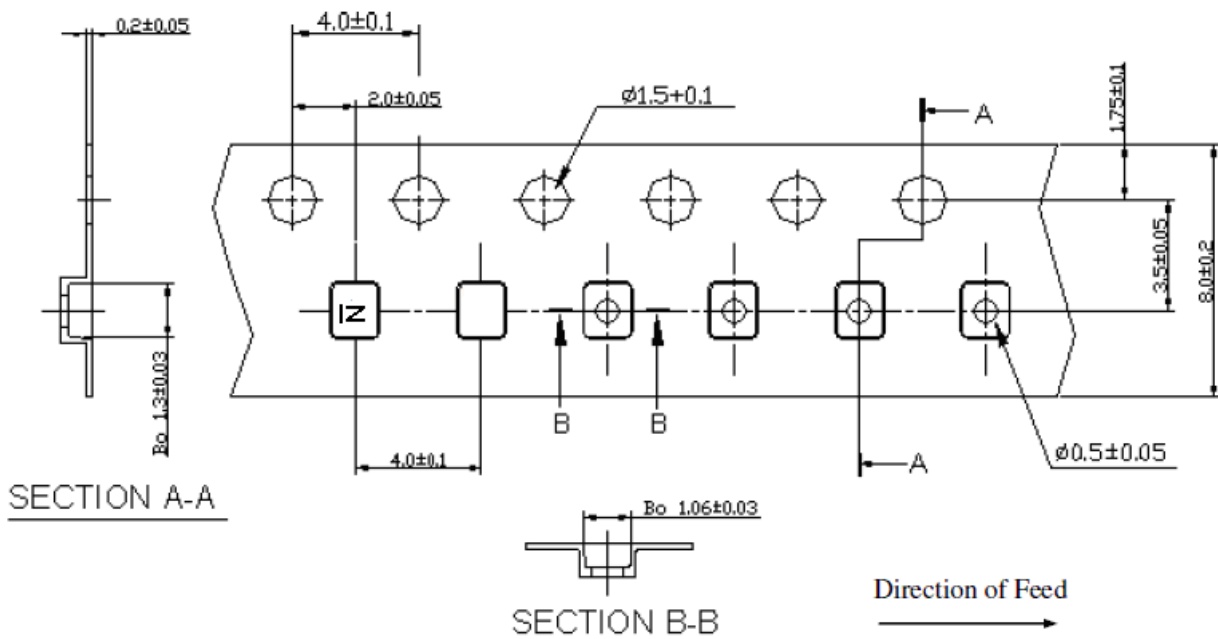 0.2±0.05
4.0±0.1
2.0±0.05
ϕ1.5+0.1
A
1.75±0.1
3.5±0.05
8.0±0.2
Bo 1.3±0.03
B
B
4.0±0.1
A
ϕ0.5±0.05
SECTION A-A
Bo 1.06±0.03
SECTION B-B
Direction of Feed